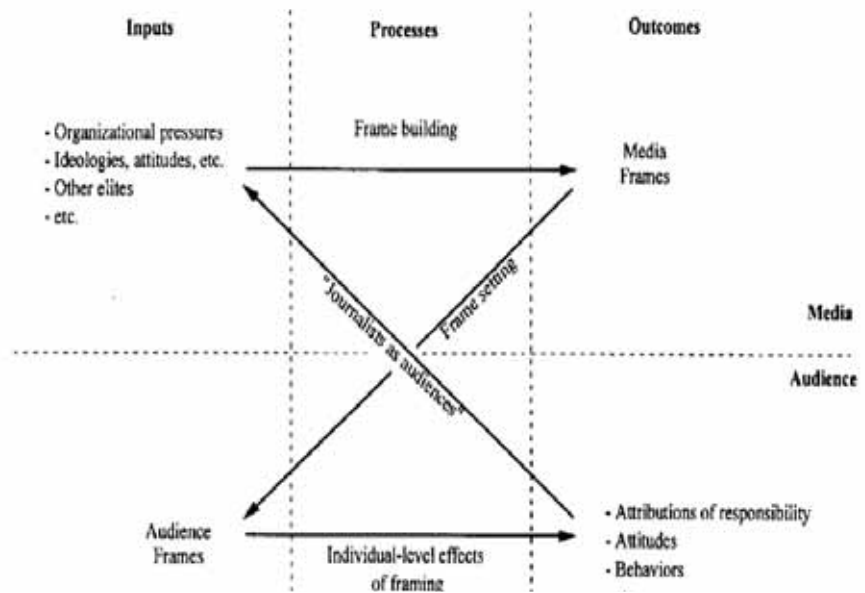 Inputs
Processes
Outcomes
- Organizational pressures
- Ideologies, attitudes, etc.
- Other elites
- etc.
Frame building
Media
Frames
"Journalists as audiences"
Frame setting
Media
Audience
Audience
Frames
Individual-level effects
of framing
- Attributions of responsibility
- Attitudes
- Behaviors